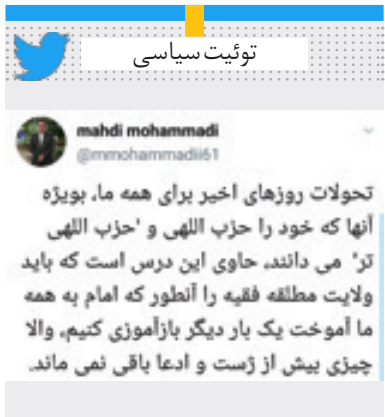 توئیت سیاسی
mahdi mohammadi
@mmohammadii61
تحولات روزهای اخیر برای همه ما، بویژه
آنها که خود را حزب اللهی و 'حزب اللهی
تر' می دانند، حاوی این درس است که باید
ولایت مطلقه فقیه را آنطور که امام به همه
ما آموخت یک بار دیگر بازآموزی کنیم، والا
چیزی بیش از ژست و ادعا باقی نمی ماند.